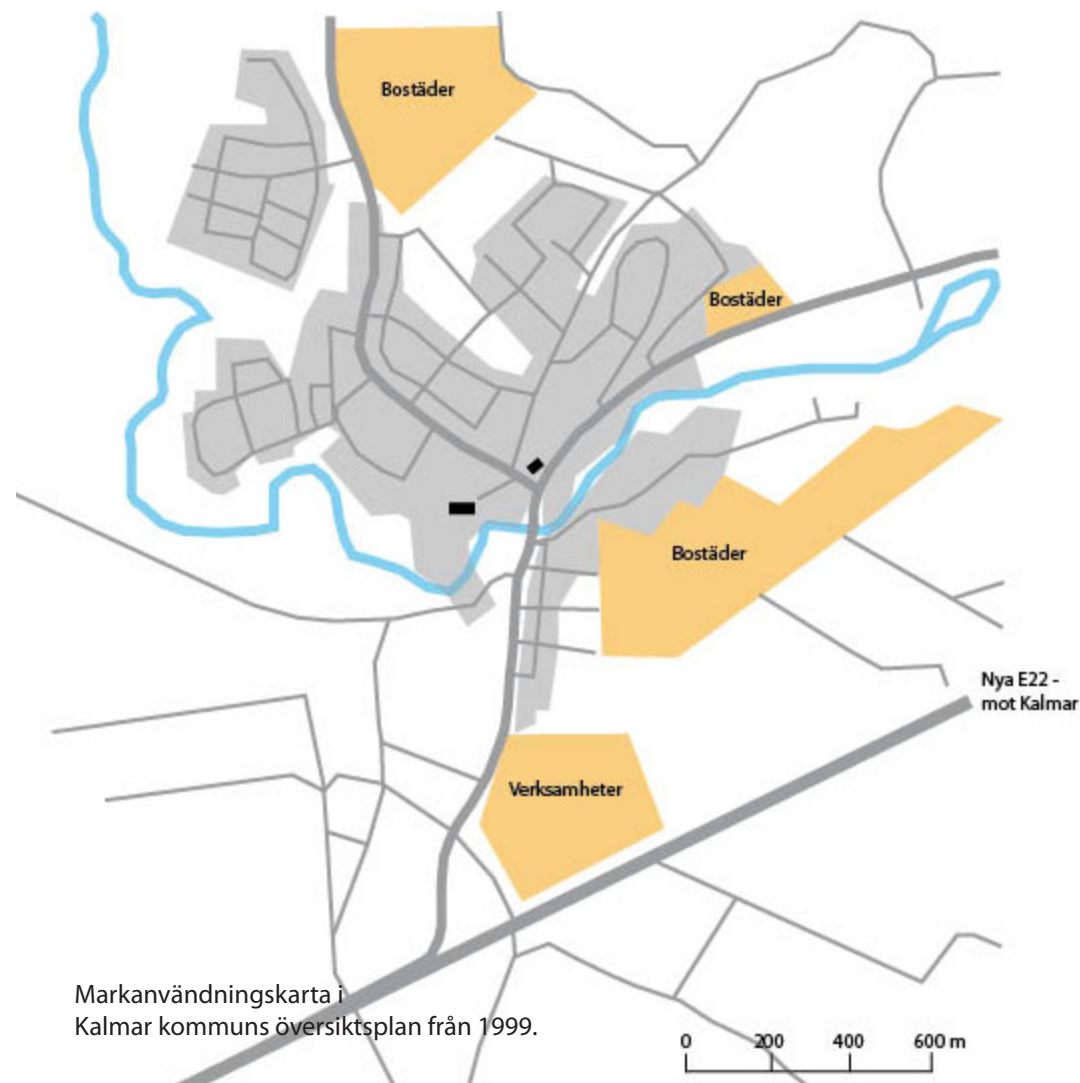 Bostäder
Bostäder
Bostäder
Nya E22 -
mot Kalmar
Verksamheter
Markanvändningskarta i
Kalmar kommuns översiktsplan från 1999.
0 200 400 600 m